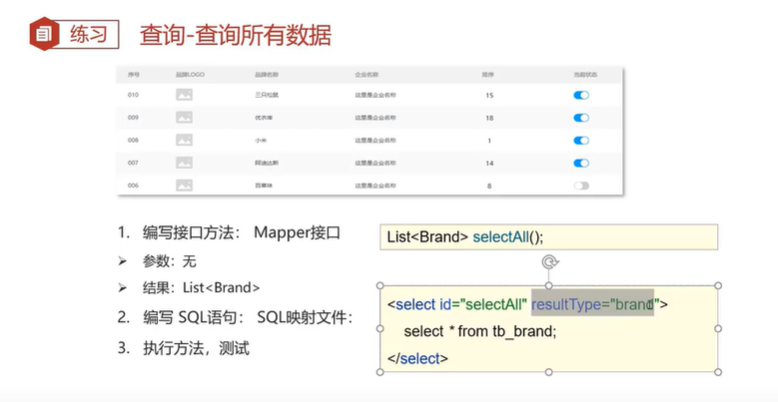 练习
查询-查询所有数据
序号 品牌LOGO 品牌名称 企业名称 排序 当前状态
010 三只松鼠 这里是企业名称 15
009 优衣库 这里是企业名称 18
008 小米 这里是企业名称 1
007 阿迪达斯 这里是企业名称 14
006 百草味 这里是企业名称 8
1. 编写接口方法： Mapper接口
参数：无
结果：List<Brand>
2. 编写 SQL语句： SQL映射文件：
3. 执行方法，测试
List<Brand> selectAll();
<select id="selectAll" resultType="brand">
select * from tb_brand;
</select>